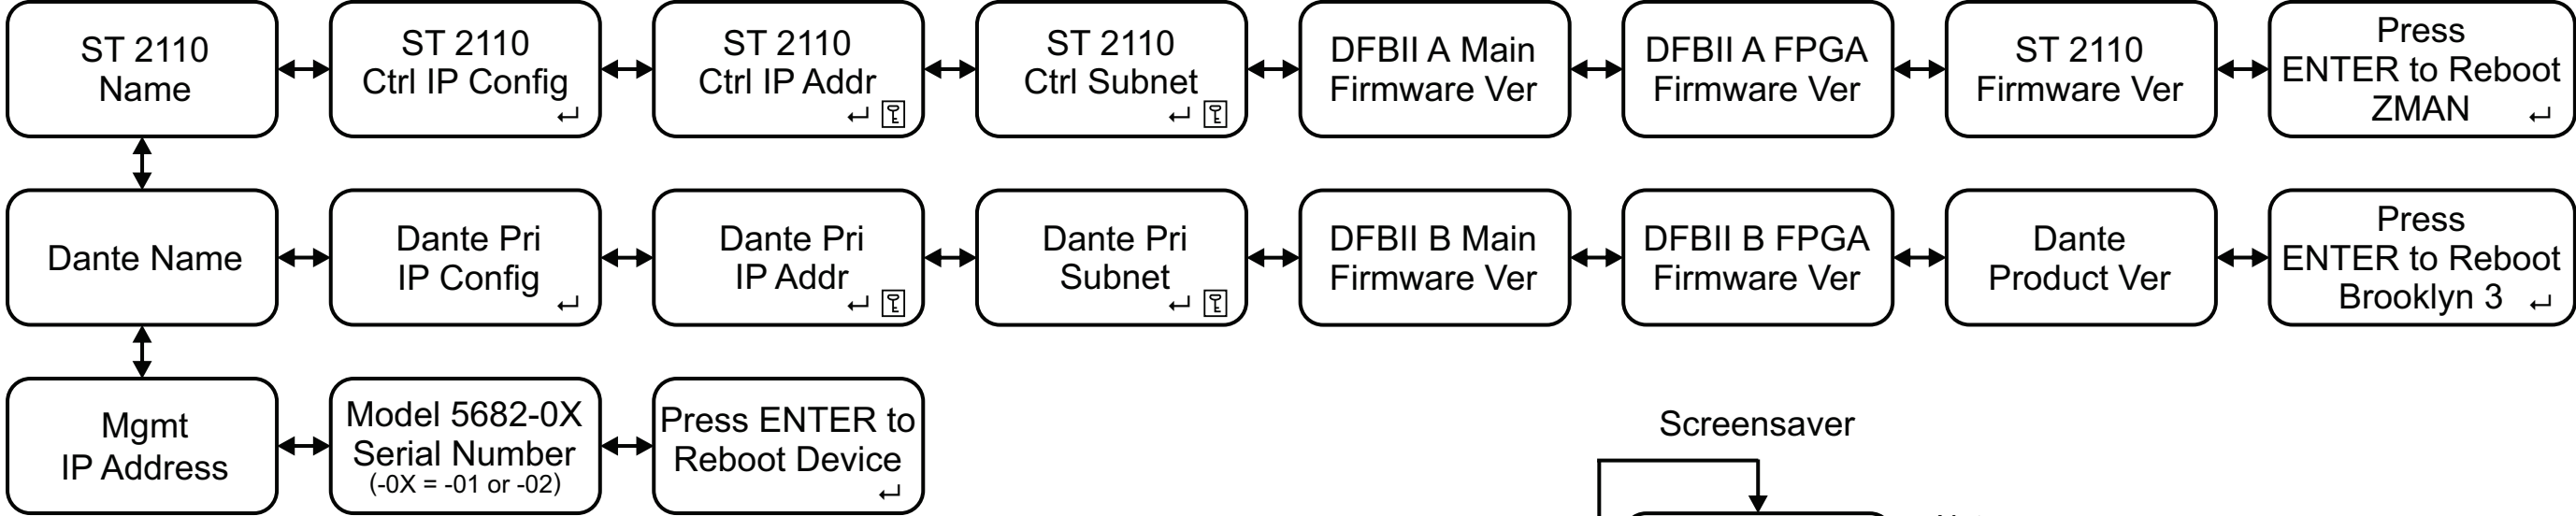 ST 2110
Name
ST 2110
Ctrl IP Config
↵
ST 2110
Ctrl IP Addr
↵
ST 2110
Ctrl Subnet
↵
DFBII A Main
Firmware Ver
DFBII A FPGA
Firmware Ver
ST 2110
Firmware Ver
Press
ENTER to Reboot
ZMAN ↵
Dante Name
Dante Pri
IP Config
↵
Dante Pri
IP Addr
↵
Dante Pri
Subnet
↵
DFBII B Main
Firmware Ver
DFBII B FPGA
Firmware Ver
Dante
Product Ver
Press
ENTER to Reboot
Brooklyn 3 ↵
Mgmt
IP Address
Model 5682-0X
Serial Number
(-0X = -01 or -02)
Press ENTER to
Reboot Device
↵
Screensaver